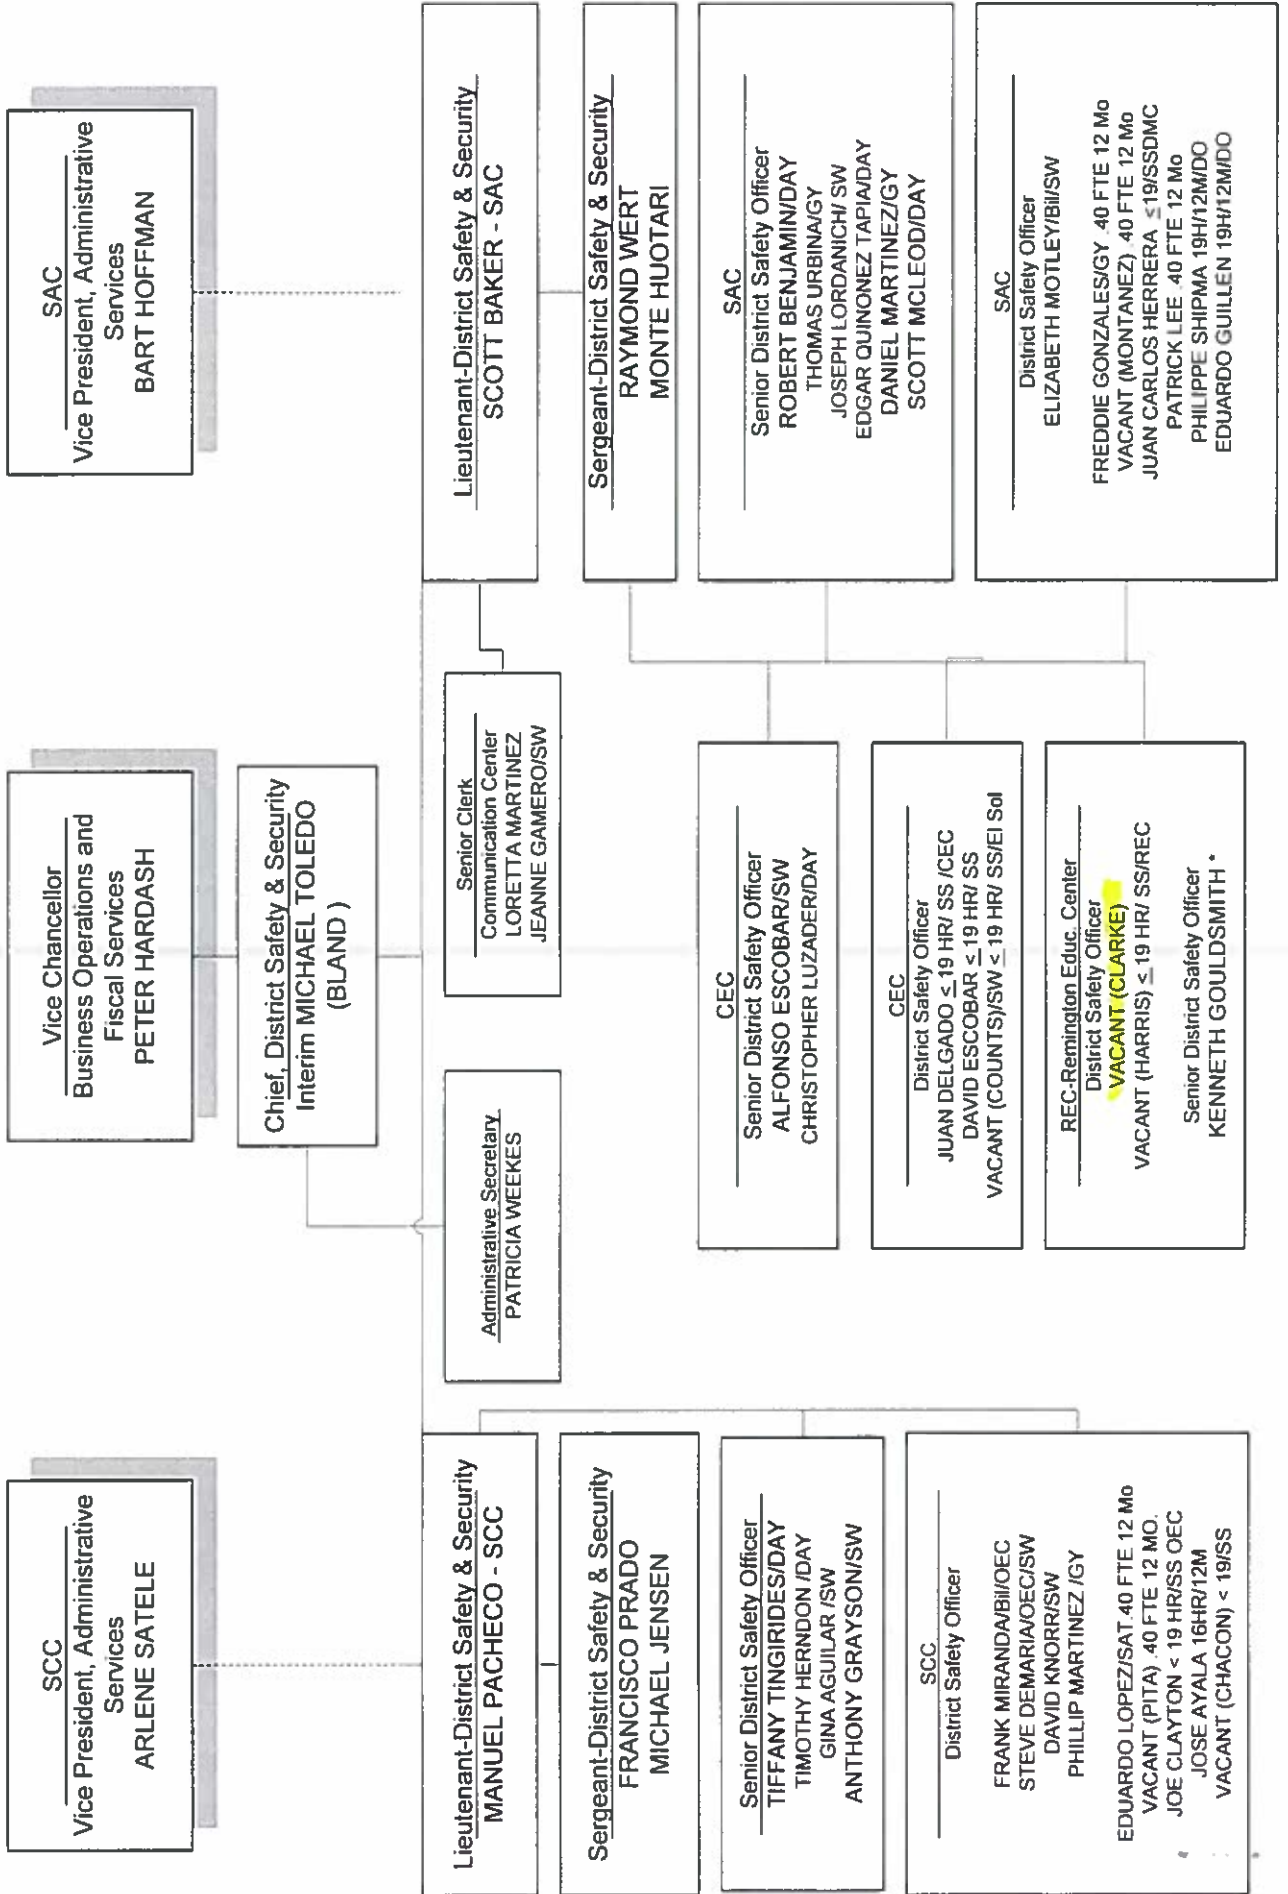 SCC
Vice President, Administrative
Services
ARLENE SATELE
Vice Chancellor
Business Operations and
Fiscal Services
PETER HARDASH
SAC
Vice President, Administrative
Services
BART HOFFMAN
Chief, District Safety & Security
Interim MICHAEL TOLEDO
(BLAND )
Lieutenant-District Safety & Security
MANUEL PACHECO - SCC
Administrative Secretary
PATRICIA WEEKES
Senior Clerk
Communication Center
LORETTA MARTINEZ
JEANNE GAMERO/SW
Lieutenant-District Safety & Security
SCOTT BAKER - SAC
Sergeant-District Safety & Security
FRANCISCO PRADO
MICHAEL JENSEN
Sergeant-District Safety & Security
RAYMOND WERT
MONTE HUOTARI
Senior District Safety Officer
TIFFANY TINGIRIDES/DAY
TIMOTHY HERNDON /DAY
GINA AGUILAR /SW
ANTHONY GRAYSON/SW
CEC
Senior District Safety Officer
ALFONSO ESCOBAR/SW
CHRISTOPHER LUZADER/DAY
SAC
Senior District Safety Officer
ROBERT BENJAMIN/DAY
THOMAS URBINA/GY
JOSEPH LORDANICH/ SW
EDGAR QUINONEZ TAPIA/DAY
DANIEL MARTINEZ/GY
SCOTT MCLEOD/DAY
SCC
District Safety Officer
FRANK MIRANDA/Bil/OEC
STEVE DEMARIA/OEC/SW
DAVID KNORR/SW
PHILLIP MARTINEZ /GY
EDUARDO LOPEZ/SAT.40 FTE 12 Mo
VACANT (PITA) .40 FTE 12 MO.
JOE CLAYTON < 19 HR/SS OEC
JOSE AYALA 16HR/12M
VACANT (CHACON) < 19/SS
CEC
District Safety Officer
JUAN DELGADO ≤ 19 HR/ SS /CEC
DAVID ESCOBAR ≤ 19 HR/ SS
VACANT (COUNTS)/SW ≤ 19 HR/ SS/El Sol
REC-Remington Educ. Center
District Safety Officer
VACANT (CLARKE)
VACANT (HARRIS) ≤ 19 HR/ SS/REC
Senior District Safety Officer
KENNETH GOULDSMITH *
SAC
District Safety Officer
ELIZABETH MOTLEY/Bil/SW
FREDDIE GONZALES/GY .40 FTE 12 Mo
VACANT (MONTANEZ) .40 FTE 12 Mo
JUAN CARLOS HERRERA ≤19/SSDMC
PATRICK LEE .40 FTE 12 Mo
PHILIPPE SHIPMA 19H/12M/DO
EDUARDO GUILLEN 19H/12M/DO